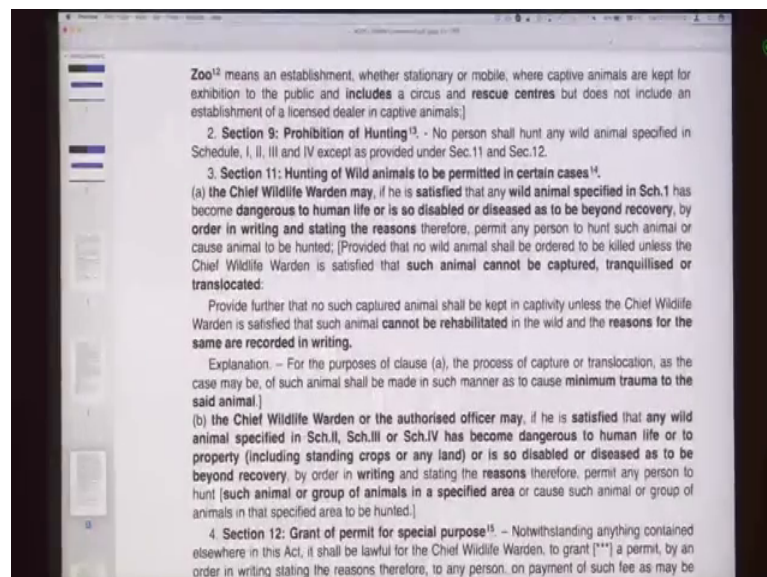 Zoo¹² means an establishment, whether stationary or mobile, where captive animals are kept for
exhibition to the public and includes a circus and rescue centres but does not include an
establishment of a licensed dealer in captive animals;]
2. Section 9: Prohibition of Hunting¹³. - No person shall hunt any wild animal specified in
Schedule, I, II, III and IV except as provided under Sec.11 and Sec.12.
3. Section 11: Hunting of Wild animals to be permitted in certain cases¹⁴.
(a) the Chief Wildlife Warden may, if he is satisfied that any wild animal specified in Sch.1 has
become dangerous to human life or is so disabled or diseased as to be beyond recovery, by
order in writing and stating the reasons therefore, permit any person to hunt such animal or
cause animal to be hunted; [Provided that no wild animal shall be ordered to be killed unless the
Chief Wildlife Warden is satisfied that such animal cannot be captured, tranquillised or
translocated:
Provide further that no such captured animal shall be kept in captivity unless the Chief Wildlife
Warden is satisfied that such animal cannot be rehabilitated in the wild and the reasons for the
same are recorded in writing.
Explanation. – For the purposes of clause (a), the process of capture or translocation, as the
case may be, of such animal shall be made in such manner as to cause minimum trauma to the
said animal.]
(b) the Chief Wildlife Warden or the authorised officer may, if he is satisfied that any wild
animal specified in Sch.II, Sch.III or Sch.IV has become dangerous to human life or to
property (including standing crops or any land) or is so disabled or diseased as to be
beyond recovery, by order in writing and stating the reasons therefore, permit any person to
hunt [such animal or group of animals in a specified area or cause such animal or group of
animals in that specified area to be hunted.]
4. Section 12: Grant of permit for special purpose¹⁵. – Notwithstanding anything contained
elsewhere in this Act, it shall be lawful for the Chief Wildlife Warden, to grant [***] a permit, by an
order in writing stating the reasons therefore, to any person, on payment of such fee as may be